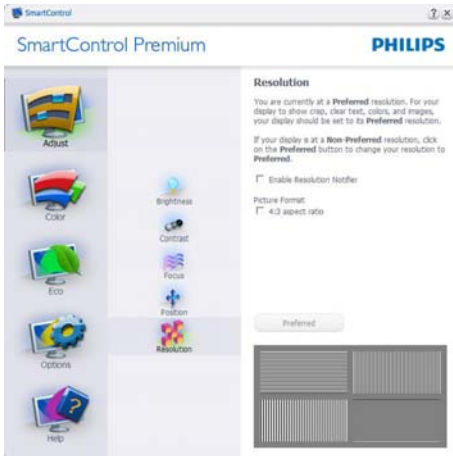 SmartControl
SmartControl Premium
PHILIPS
Adjust
Color
Eco
Options
Help
Brightness
Contrast
Focus
Position
Resolution
Resolution
You are currently at a Preferred resolution. For your
display to show crisp, clear text, colors, and images,
your display should be set to its Preferred resolution.
If your display is at a Non-Preferred resolution, click
on the Preferred button to change your resolution to
Preferred.
Enable Resolution Notifier
Picture Format:
4:3 aspect ratio
Preferred